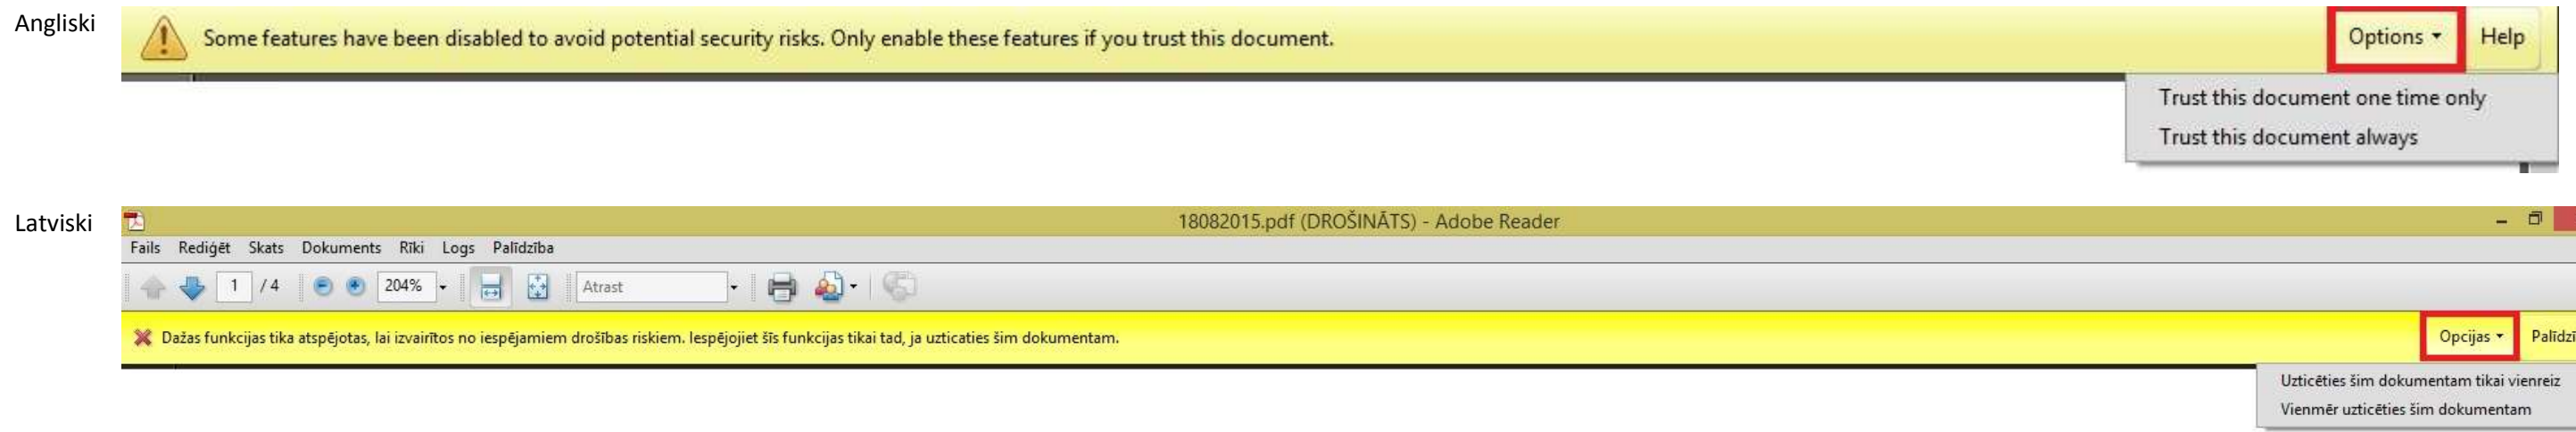 Angliski
Some features have been disabled to avoid potential security risks. Only enable these features if you trust this document.
Options
Help
Trust this document one time only
Trust this document always
Latviski
18082015.pdf (DROŠINĀTS) - Adobe Reader
Fails Rediģēt Skats Dokuments Rīki Logs Palīdzība
1 / 4 204% Atrast
Dažas funkcijas tika atspējotas, lai izvairītos no iespējamiem drošības riskiem. Iespējojiet šīs funkcijas tikai tad, ja uzticaties šim dokumentam.
Opcijas
Palīdzī
Uzticēties šim dokumentam tikai vienreiz
Vienmēr uzticēties šim dokumentam